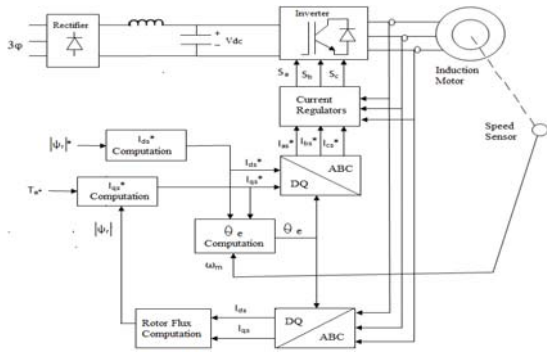 Rectifier
Inverter
3φ
+
−
Vdc
Induction
Motor
Sa Sb Sc
Current
Regulators
Speed
Sensor
|ψr|*
Ids*
Computation
Ias* Ibs* Ics*
Ids*
ABC
DQ
Te*
Iqs*
Computation
Iqs*
|ψr|
θ e
Computation
θ e
ωm
Rotor Flux
Computation
Ids
Iqs
DQ
ABC